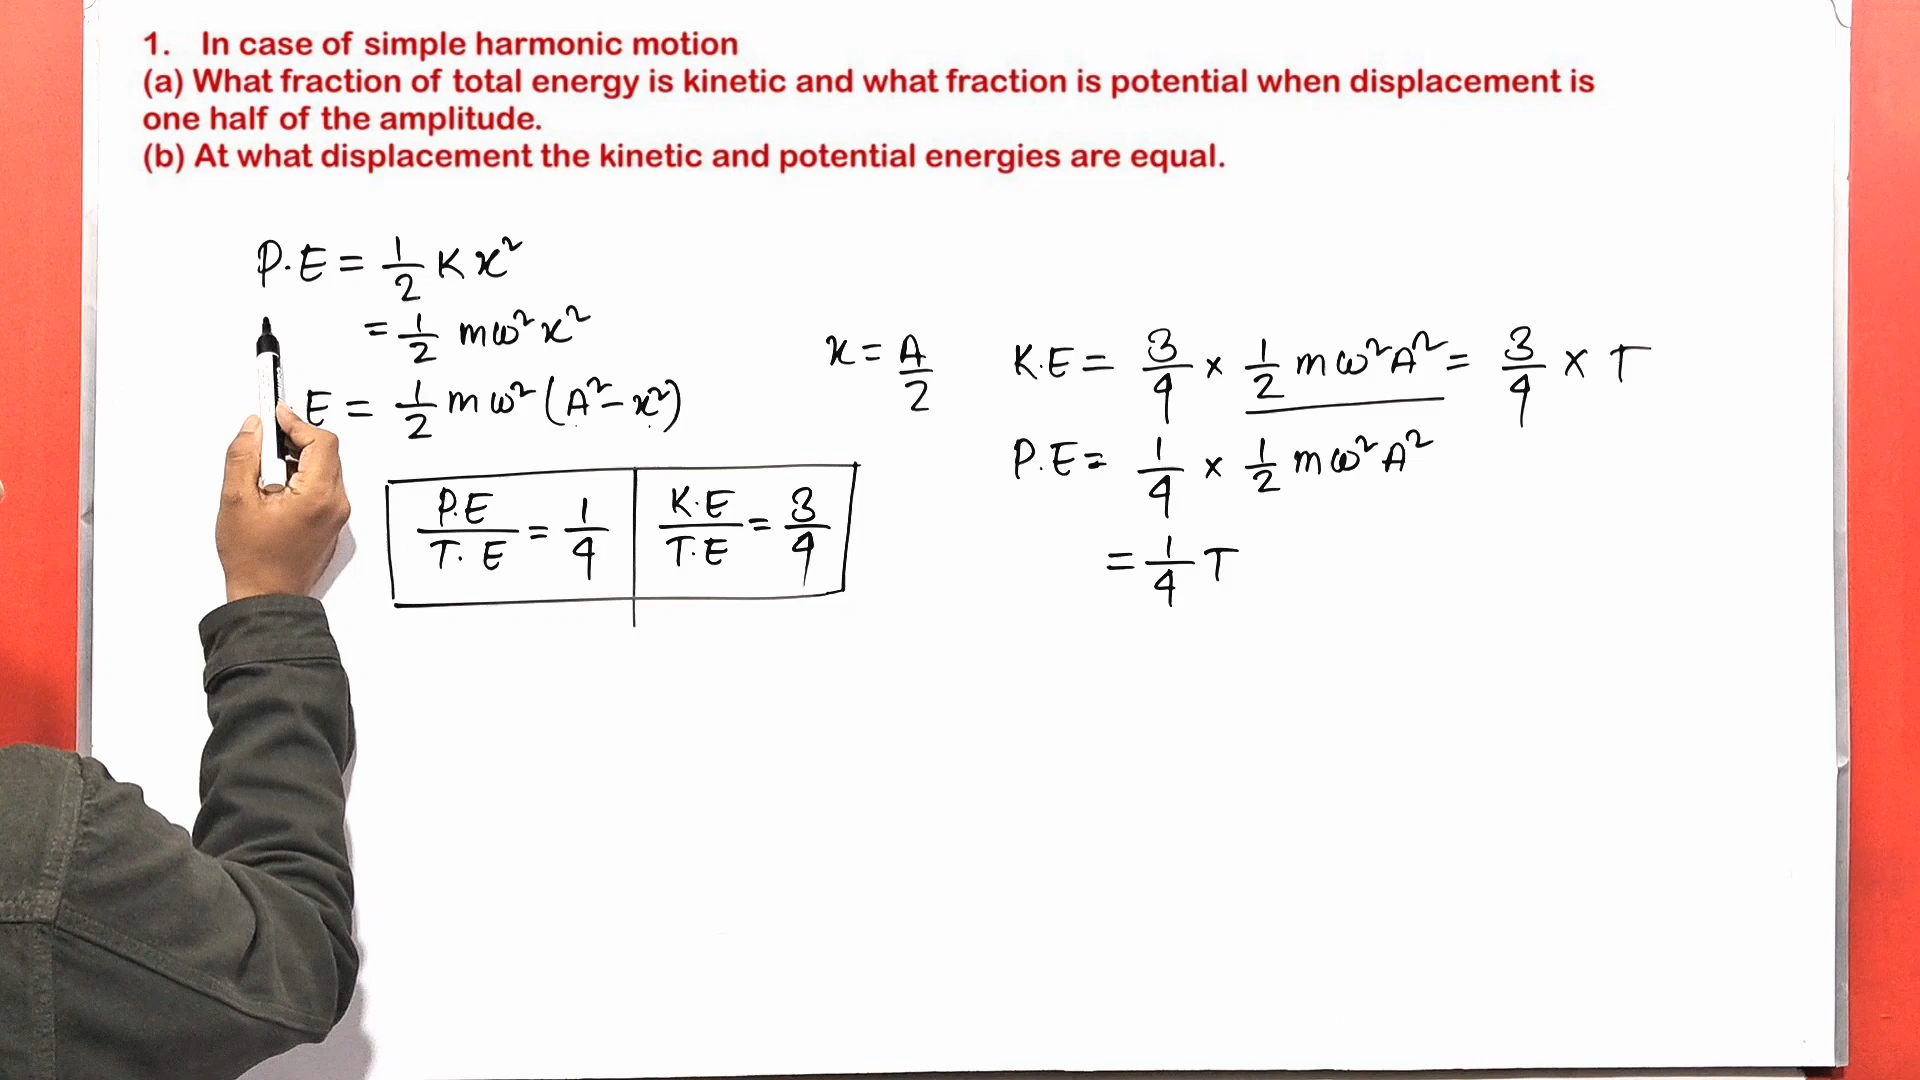 1. In case of simple harmonic motion
(a) What fraction of total energy is kinetic and what fraction is potential when displacement is
one half of the amplitude.
(b) At what displacement the kinetic and potential energies are equal.
P.E = 1/2 K x²
= 1/2 mω²x²
E = 1/2 mω² (A² - x²)
P.E/T.E = 1/4 | K.E/T.E = 3/4
x = A/2
K.E = 3/4 × 1/2 mω²A² = 3/4 × T
P.E = 1/4 × 1/2 mω²A²
= 1/4 T